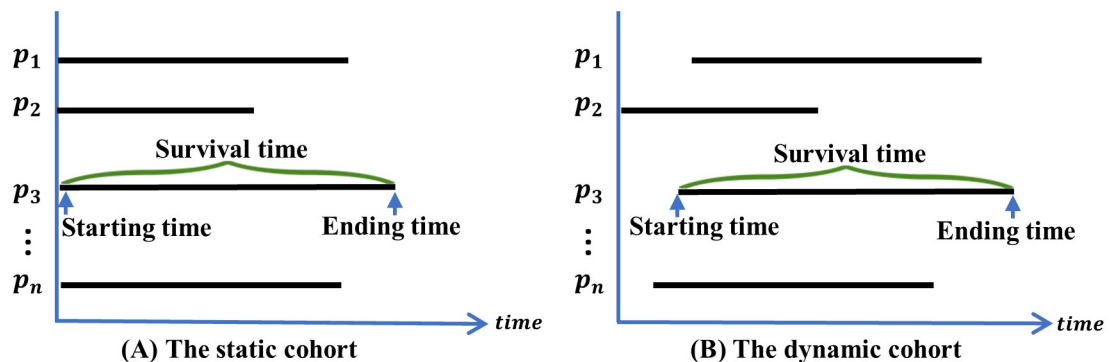 p1
p2
Survival time
p3
Starting time
Ending time
⋮
pn
time
(A) The static cohort
p1
p2
Survival time
p3
Starting time
Ending time
⋮
pn
time
(B) The dynamic cohort